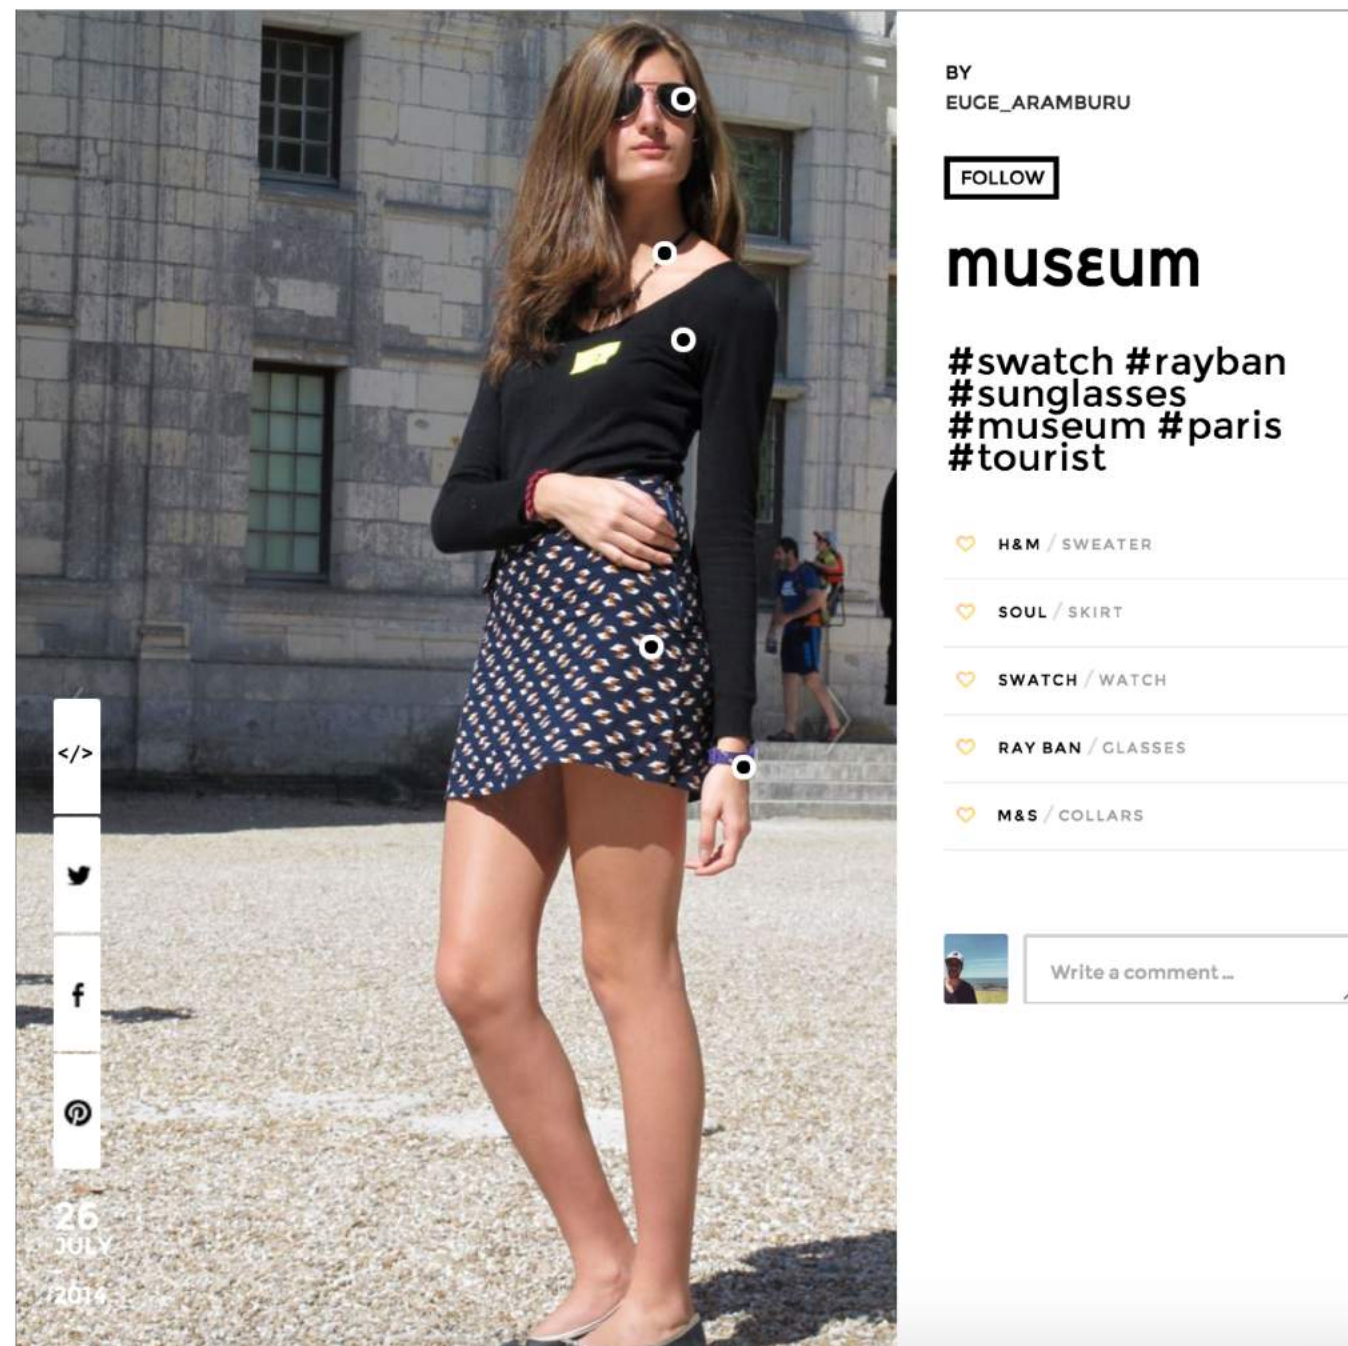 BY
EUGE_ARAMBURU
FOLLOW
musɛum
#swatch #rayban
#sunglasses
#museum #paris
#tourist
H&M / SWEATER
SOUL / SKIRT
SWATCH / WATCH
RAY BAN / GLASSES
M&S / COLLARS
Write a comment ...
</>
26
JULY
2014